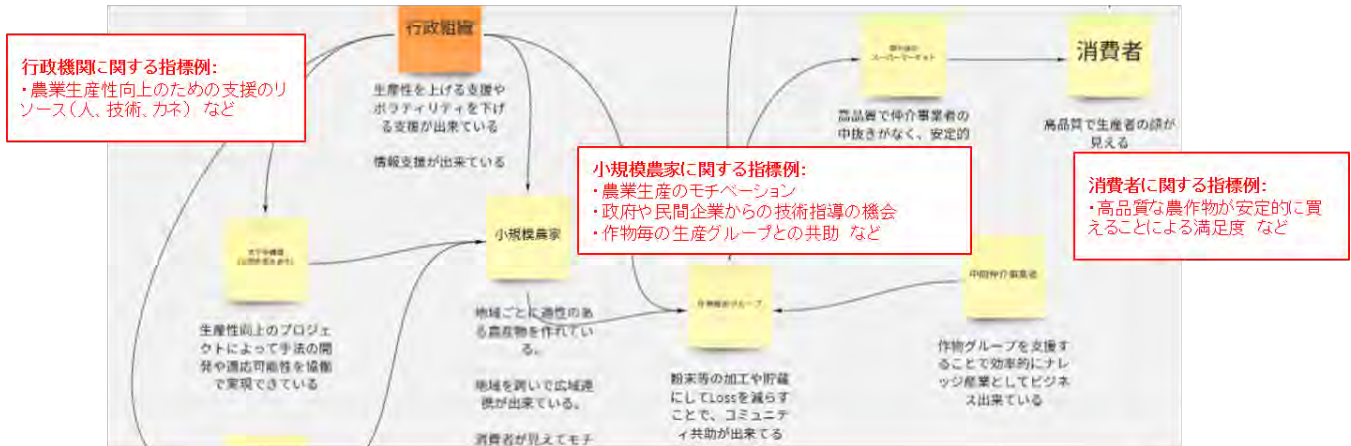 行政組織
行政機関に関する指標例:
・農業生産性向上のための支援のリ
ソース(人、技術、カネ) など
生産性を上げる支援や
ボラティリティを下げ
る支援が出来ている
情報支援が出来ている
スーパーマーケット
消費者
高品質で仲介事業者の
中抜きがなく、安定的
高品質で生産者の顔が
見える
小規模農家に関する指標例:
・農業生産のモチベーション
・政府や民間企業からの技術指導の機会
・作物毎の生産グループとの共助 など
消費者に関する指標例:
・高品質な農作物が安定的に買
えることによる満足度 など
小規模農家
中間仲介事業者
生産性向上のプロジェ
クトによって手法の開
発や適応可能性を協働
で実現できている
地域ごとに適性のあ
る農産物を作れてい
る。
地域を跨いで広域連
携が出来ている。
消費者が見えてモチ
粉末等の加工や貯蔵
にしてLossを減らす
ことで、コミュニテ
ィ共助が出来てる
作物グループを支援す
ることで効率的にナレ
ッジ産業としてビジネ
ス出来ている